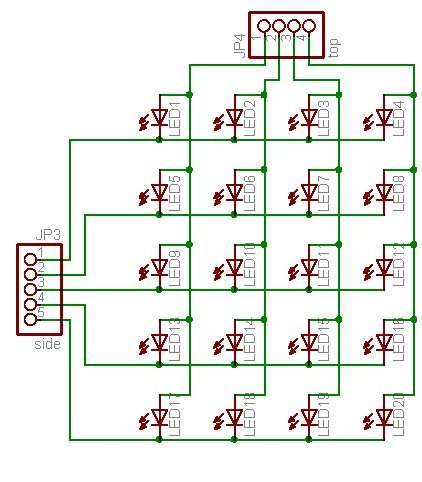 JP4
1
2
3
4
top
LED1
LED2
LED3
LED4
LED5
LED6
LED7
LED8
JP3
1
2
3
4
5
side
LED9
LED10
LED11
LED12
LED13
LED14
LED15
LED16
LED17
LED18
LED19
LED20